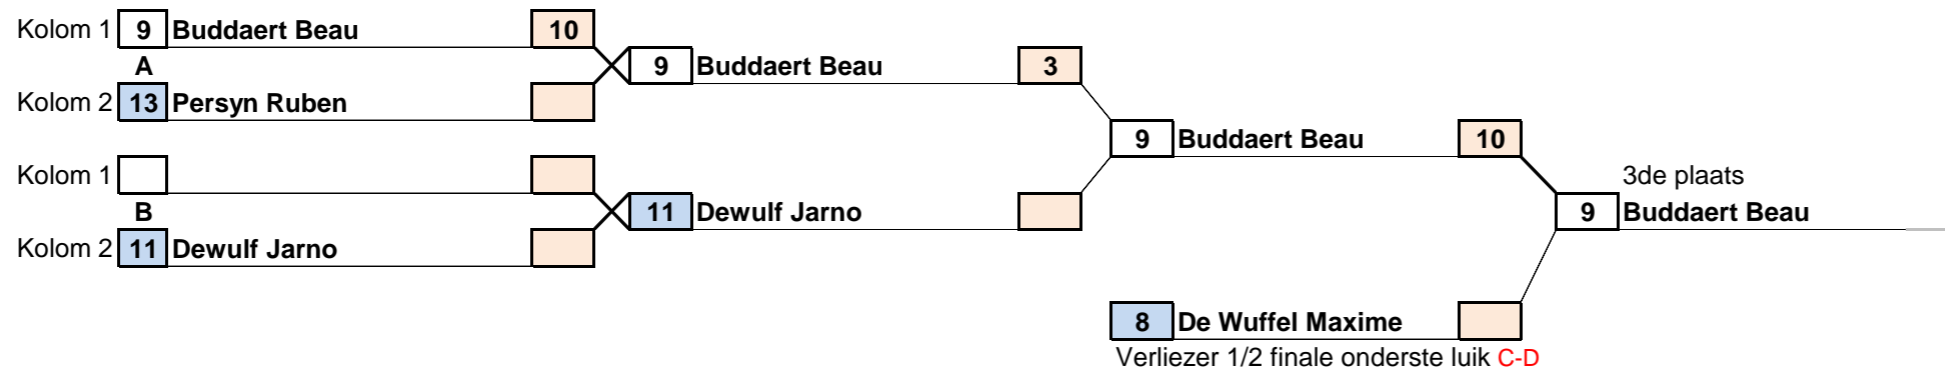 Kolom 1 9 Buddaert Beau 10
A
Kolom 2 13 Persyn Ruben
9 Buddaert Beau 3
Kolom 1
B
Kolom 2 11 Dewulf Jarno
11 Dewulf Jarno
9 Buddaert Beau 10
8 De Wuffel Maxime
Verliezer 1/2 finale onderste luik C-D
3de plaats
9 Buddaert Beau